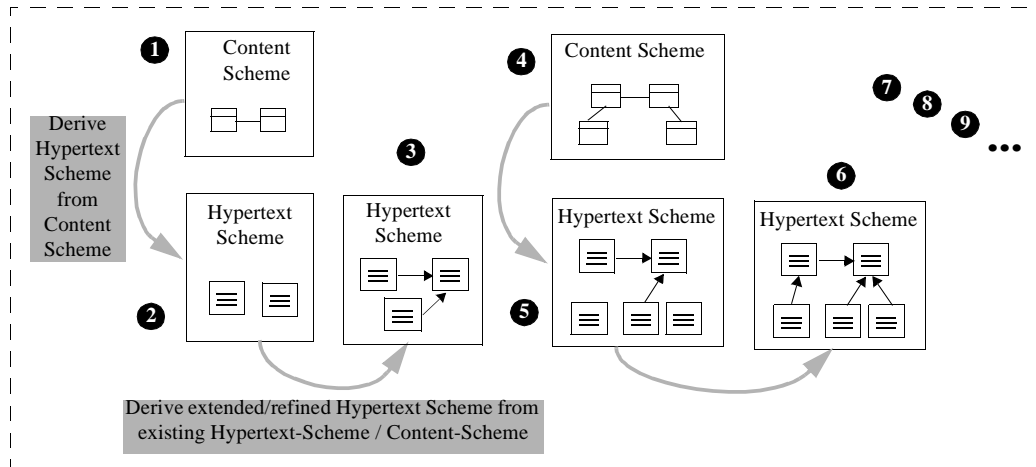 1
Content
Scheme
Derive
Hypertext
Scheme
from
Content
Scheme
2
Hypertext
Scheme
3
Hypertext
Scheme
Derive extended/refined Hypertext Scheme from
existing Hypertext-Scheme / Content-Scheme
4
Content Scheme
5
Hypertext Scheme
6
Hypertext Scheme
7
8
9
...